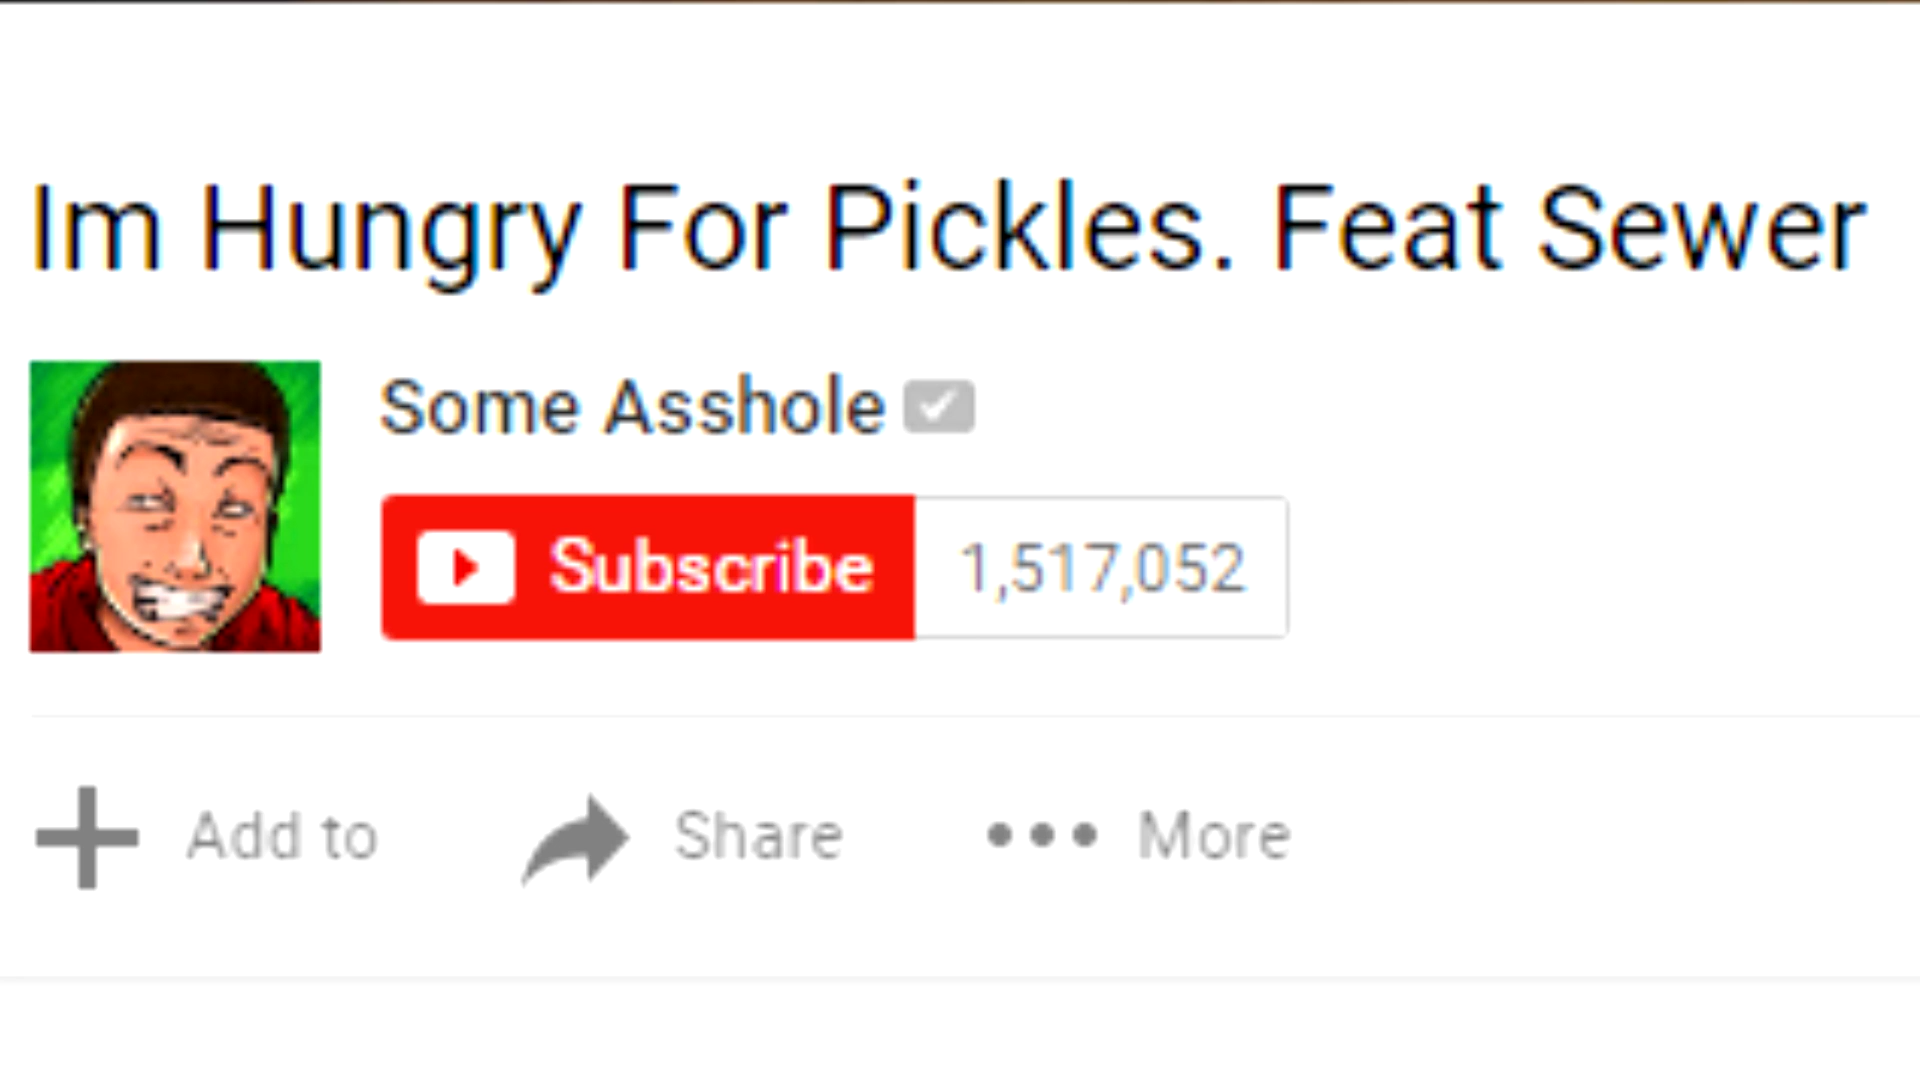 Im Hungry For Pickles. Feat Sewer
Some Asshole
Subscribe 1,517,052
Add to Share More